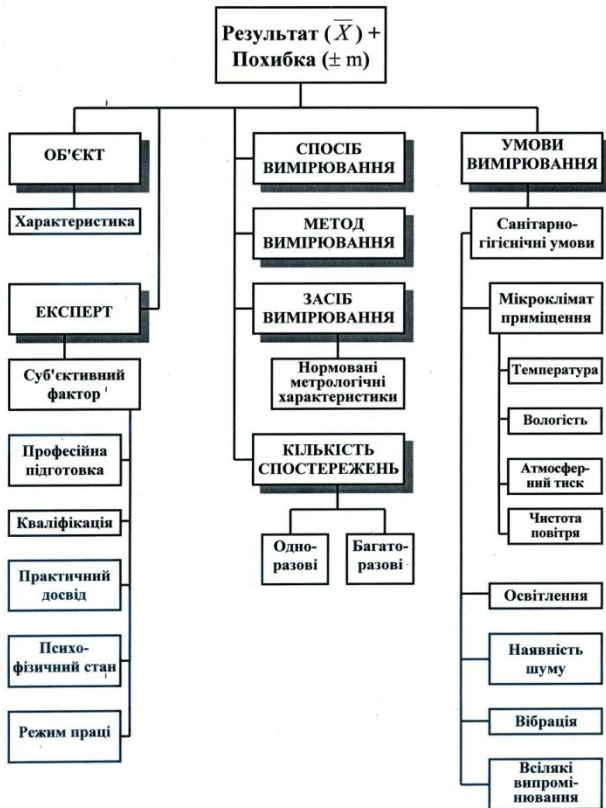 Результат (X̅) +
Похибка (± m)
ОБ'ЄКТ
Характеристика
ЕКСПЕРТ
Суб'єктивний
фактор
Професійна
підготовка
Кваліфікація
Практичний
досвід
Психо-
фізичний стан
Режим праці
СПОСІБ
ВИМІРЮВАННЯ
МЕТОД
ВИМІРЮВАННЯ
ЗАСІБ
ВИМІРЮВАННЯ
Нормовані
метрологічні
характеристики
КІЛЬКІСТЬ
СПОСТЕРЕЖЕНЬ
Одно-
разові
Багато-
разові
УМОВИ
ВИМІРЮВАННЯ
Санітарно-
гігієнічні умови
Мікроклімат
приміщення
Температура
Вологість
Атмосфер-
ний тиск
Чистота
повітря
Освітлення
Наявність
шуму
Вібрація
Всілякі
випромі-
нювання